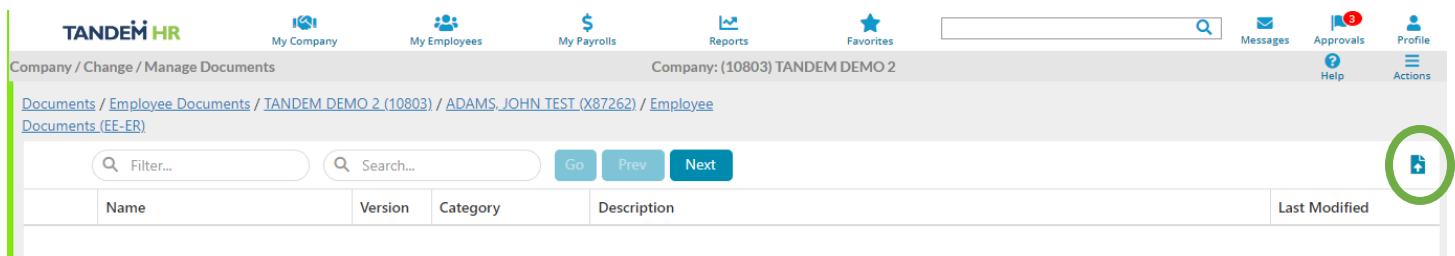 TANDEM HR
My Company
My Employees
My Payrolls
Reports
Favorites
Messages
3
Approvals
Profile
Company / Change / Manage Documents
Company: (10803) TANDEM DEMO 2
Help
Actions
Documents / Employee Documents / TANDEM DEMO 2 (10803) / ADAMS, JOHN TEST (X87262) / Employee
Documents (EE-ER)
Filter...
Search...
Go
Prev
Next
Name
Version
Category
Description
Last Modified